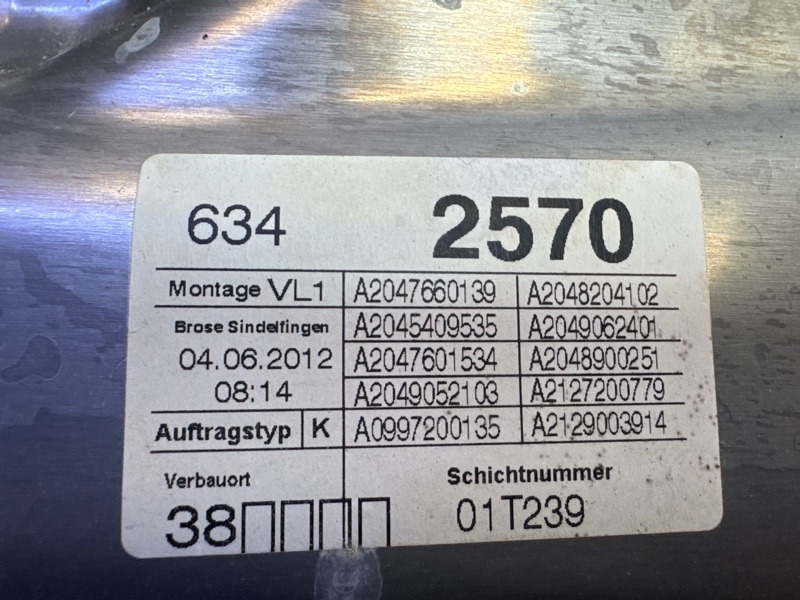 634 2570
Montage VL1 A2047660139 A2048204102
Brose Sindelfingen A2045409535 A2049062401
04.06.2012 A2047601534 A2048900251
08:14 A2049052103 A2127200779
Auftragstyp K A0997200135 A2129003914
Verbauort Schichtnummer
38▯▯▯▯ 01T239